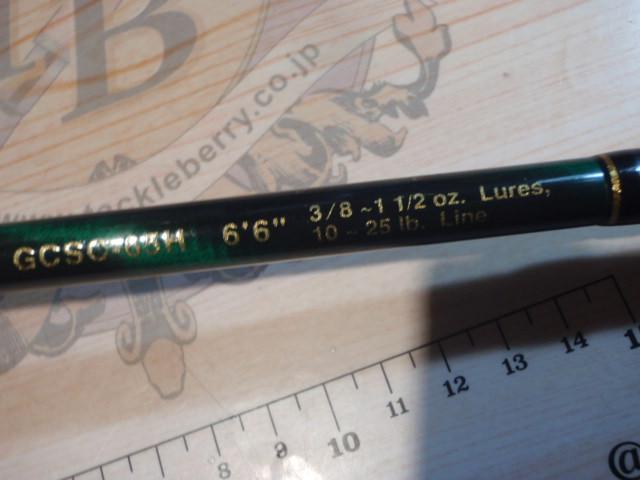 B
www.tackleberry.co.jp
GCSC-65H 6'6" 3/8 ~1 1/2 oz. Lures,
10 ~ 25 lb. Line
8 9 10 11 12 13 14
@